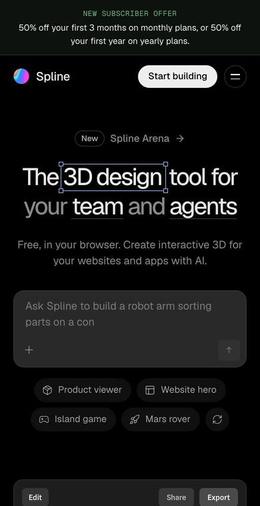 NEW SUBSCRIBER OFFER
50% off your first 3 months on monthly plans, or 50% off
your first year on yearly plans.
Spline
Start building
New Spline Arena →
The 3D design tool for
your team and agents
Free, in your browser. Create interactive 3D for
your websites and apps with AI.
Ask Spline to build a robot arm sorting
parts on a con
Product viewer
Website hero
Island game
Mars rover
Edit
Share
Export